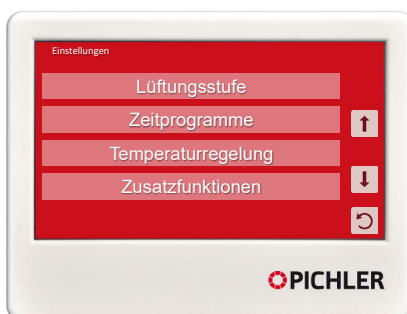 Einstellungen
Lüftungsstufe
Zeitprogramme
Temperaturregelung
Zusatzfunktionen
PICHLER